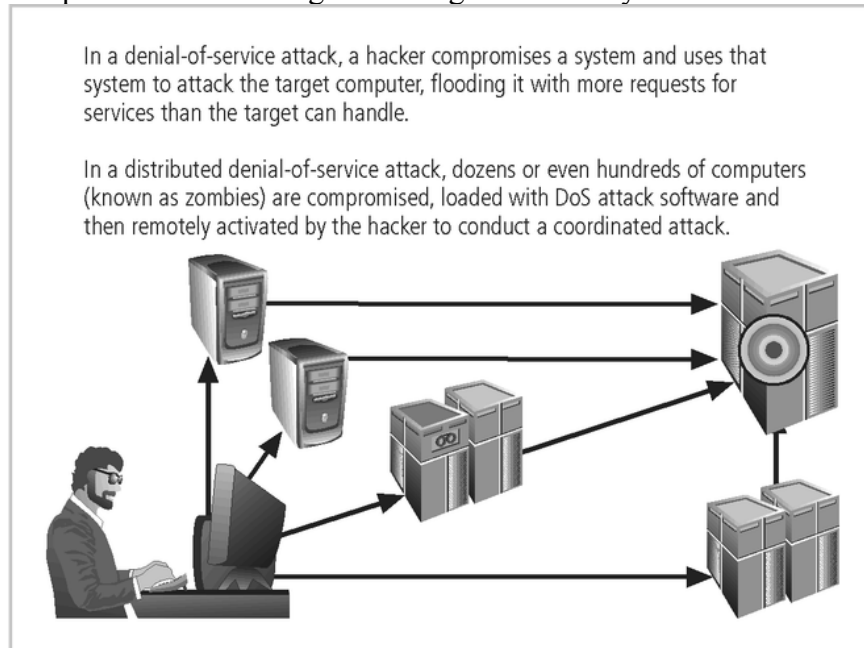 In a denial-of-service attack, a hacker compromises a system and uses that
system to attack the target computer, flooding it with more requests for
services than the target can handle.
In a distributed denial-of-service attack, dozens or even hundreds of computers
(known as zombies) are compromised, loaded with DoS attack software and
then remotely activated by the hacker to conduct a coordinated attack.